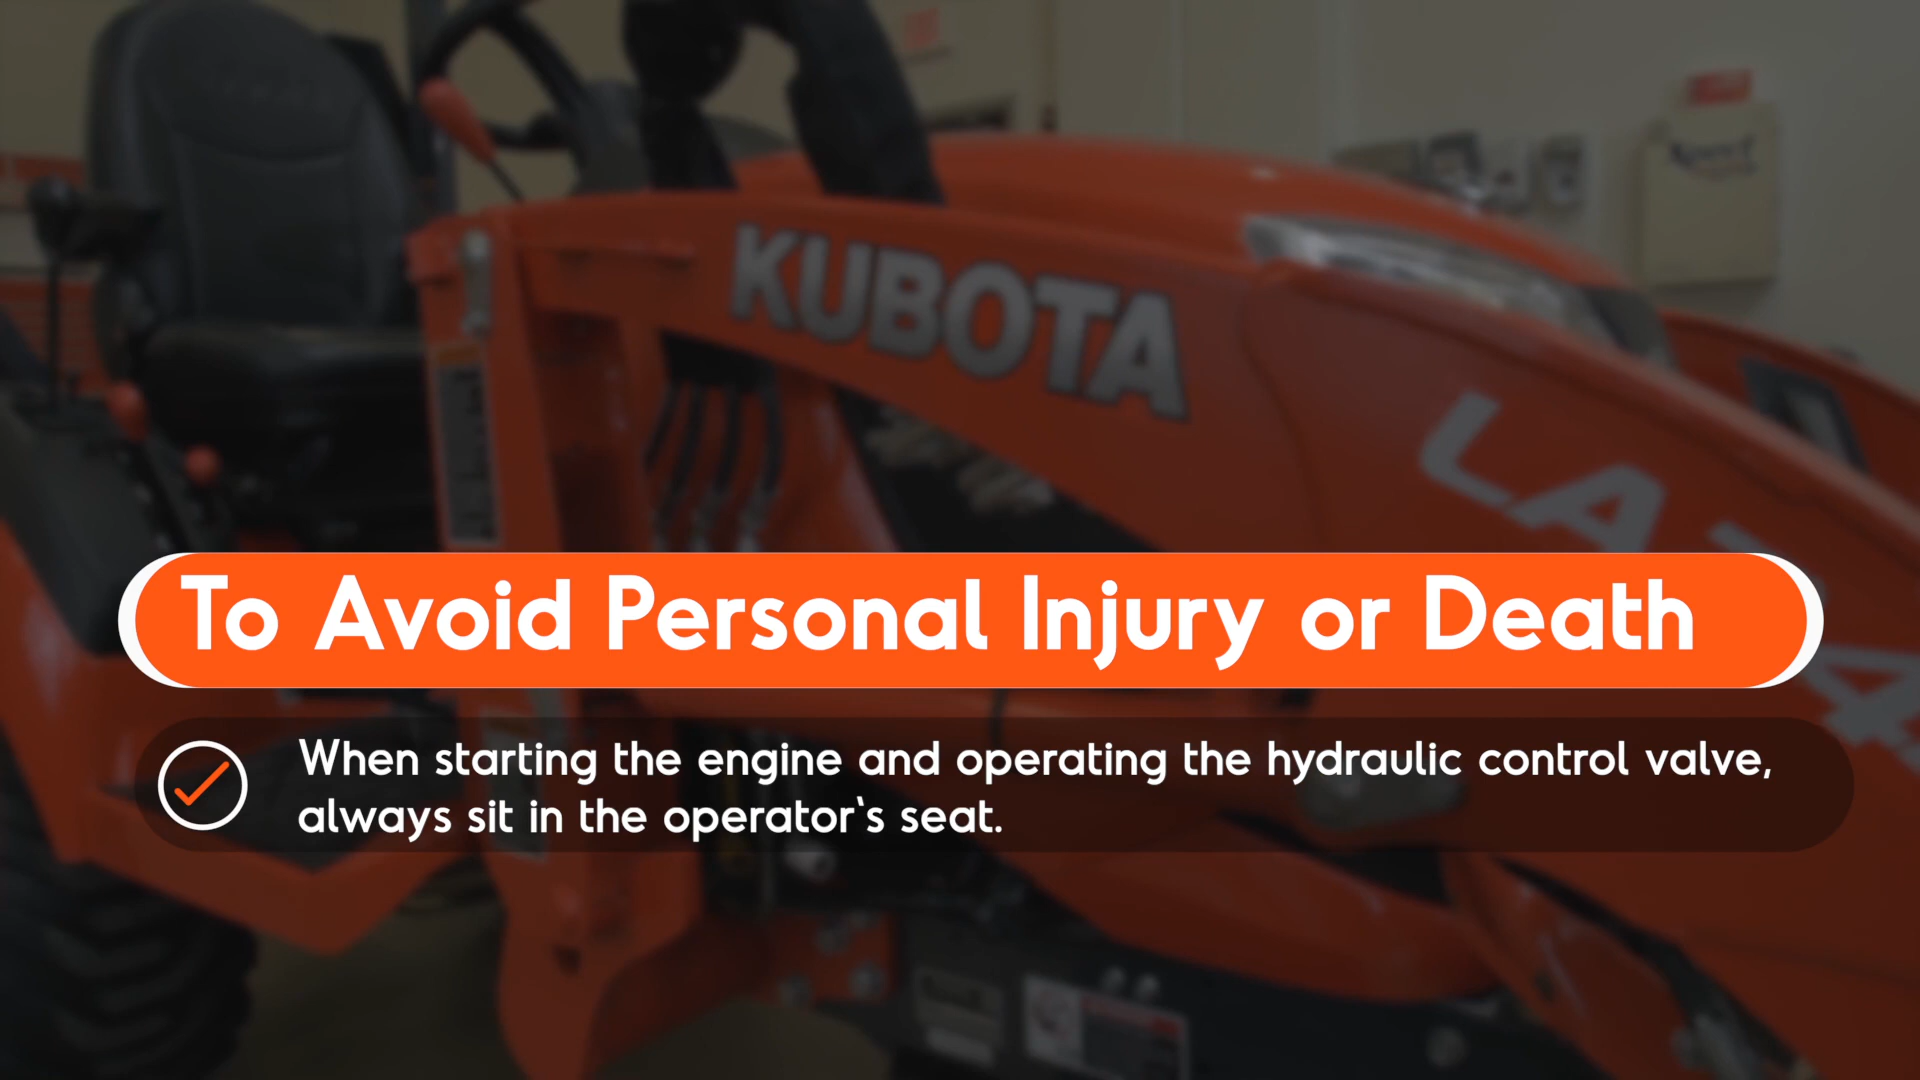 KUBOTA
LA
To Avoid Personal Injury or Death
When starting the engine and operating the hydraulic control valve,
always sit in the operator's seat.